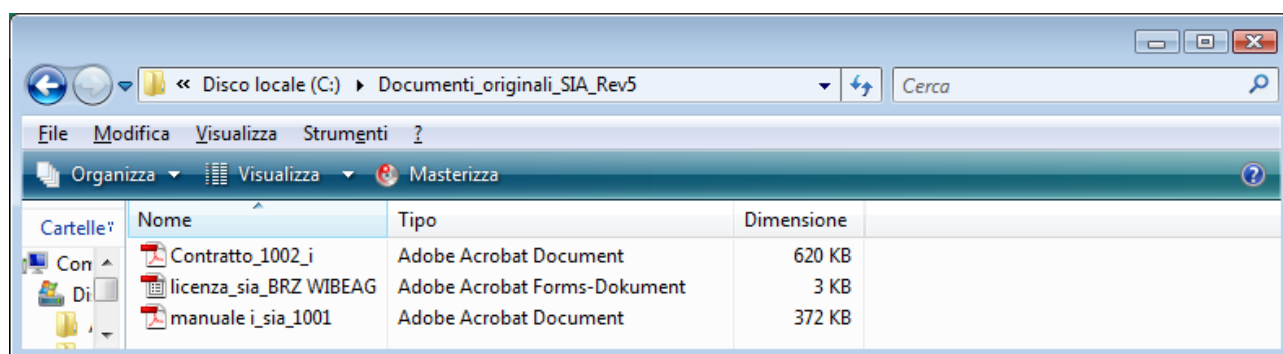 « Disco locale (C:) Documenti_originali_SIA_Rev5 Cerca
File Modifica Visualizza Strumenti ?
Organizza Visualizza Masterizza ?
Cartelle Nome Tipo Dimensione
Contratto_1002_i Adobe Acrobat Document 620 KB
licenza_sia_BRZ WIBEAG Adobe Acrobat Forms-Dokument 3 KB
manuale i_sia_1001 Adobe Acrobat Document 372 KB